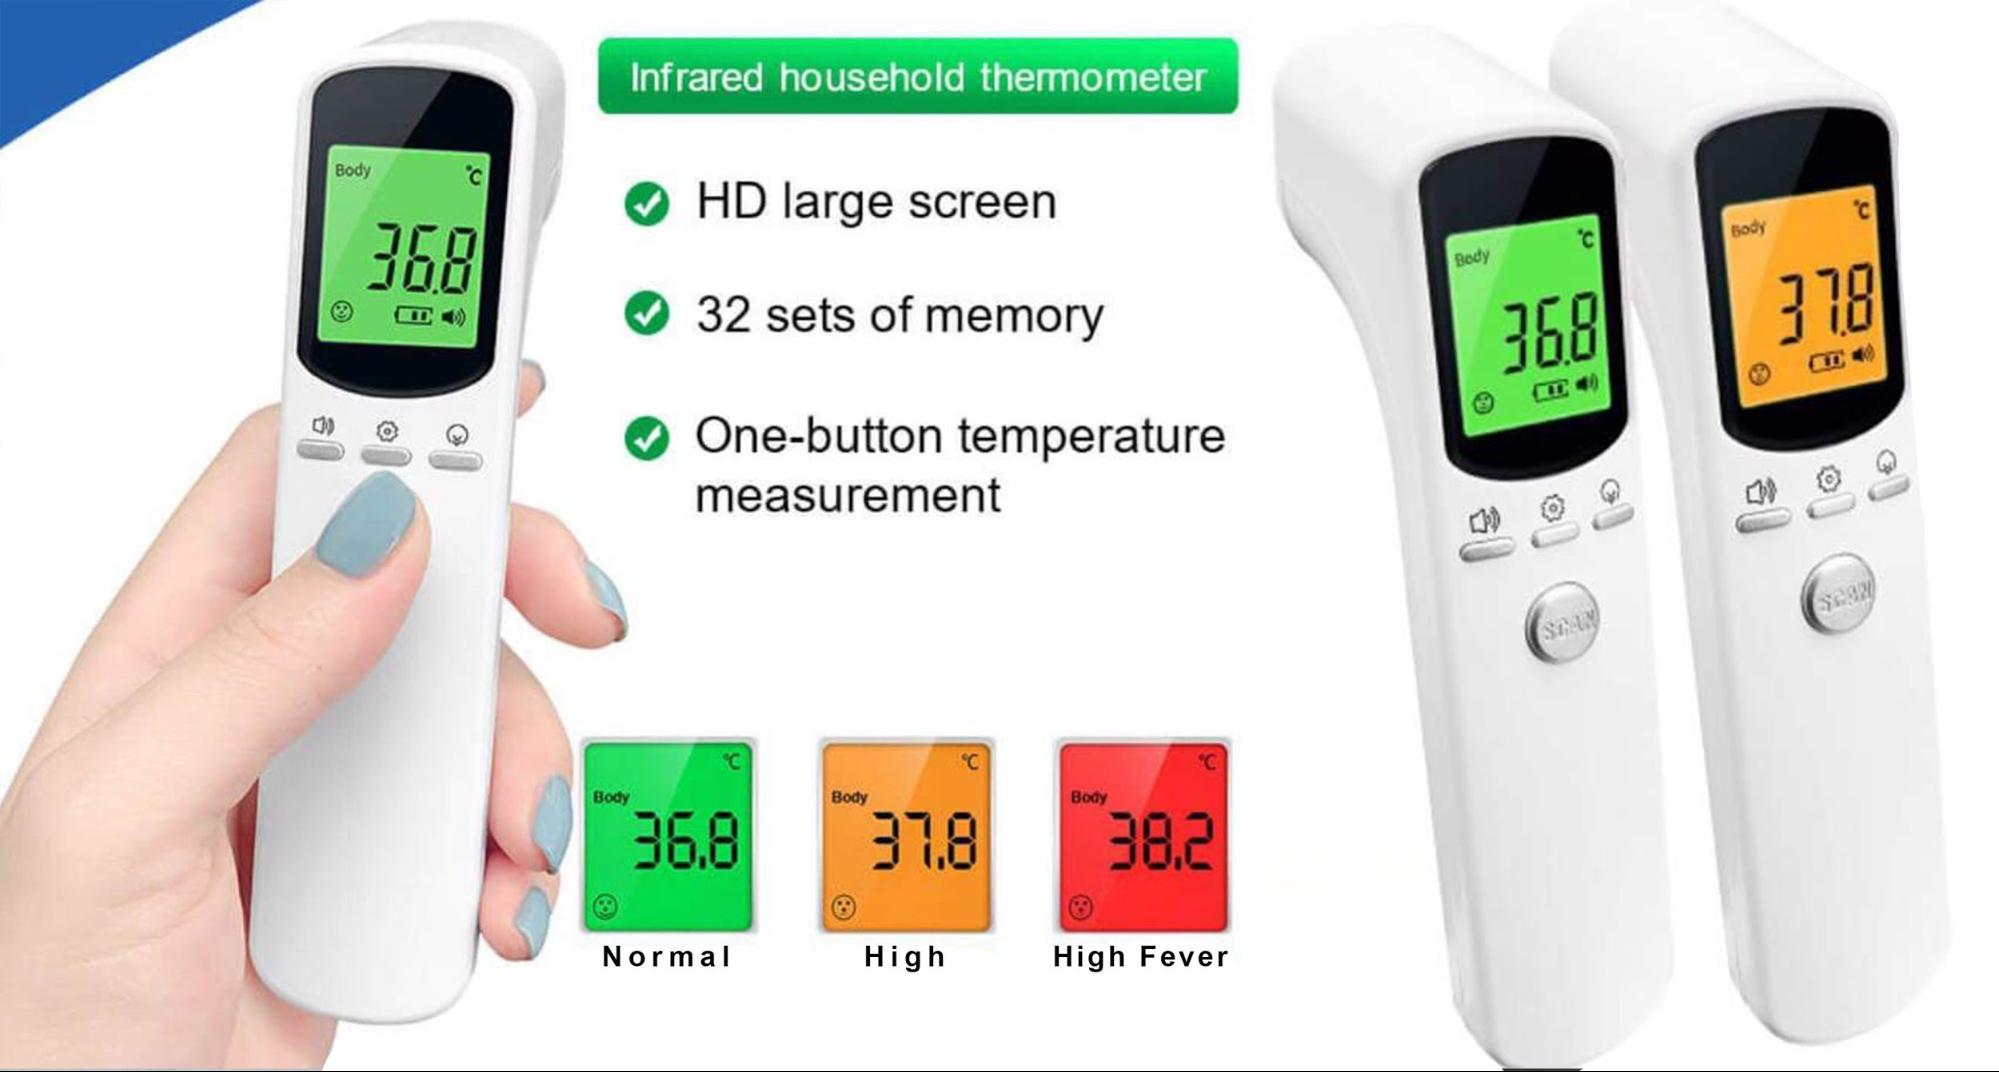 Infrared household thermometer
HD large screen
32 sets of memory
One-button temperature
measurement
Body °C
36.8
Body °C
36.8
SCAN
Body °C
37.8
SCAN
°C
Body
36.8
Normal
°C
Body
37.8
High
°C
Body
38.2
High Fever